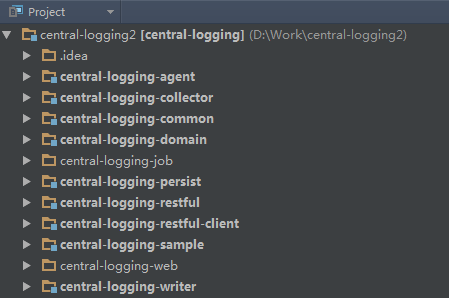 Project
central-logging2 [central-logging] (D:\Work\central-logging2)
.idea
central-logging-agent
central-logging-collector
central-logging-common
central-logging-domain
central-logging-job
central-logging-persist
central-logging-restful
central-logging-restful-client
central-logging-sample
central-logging-web
central-logging-writer